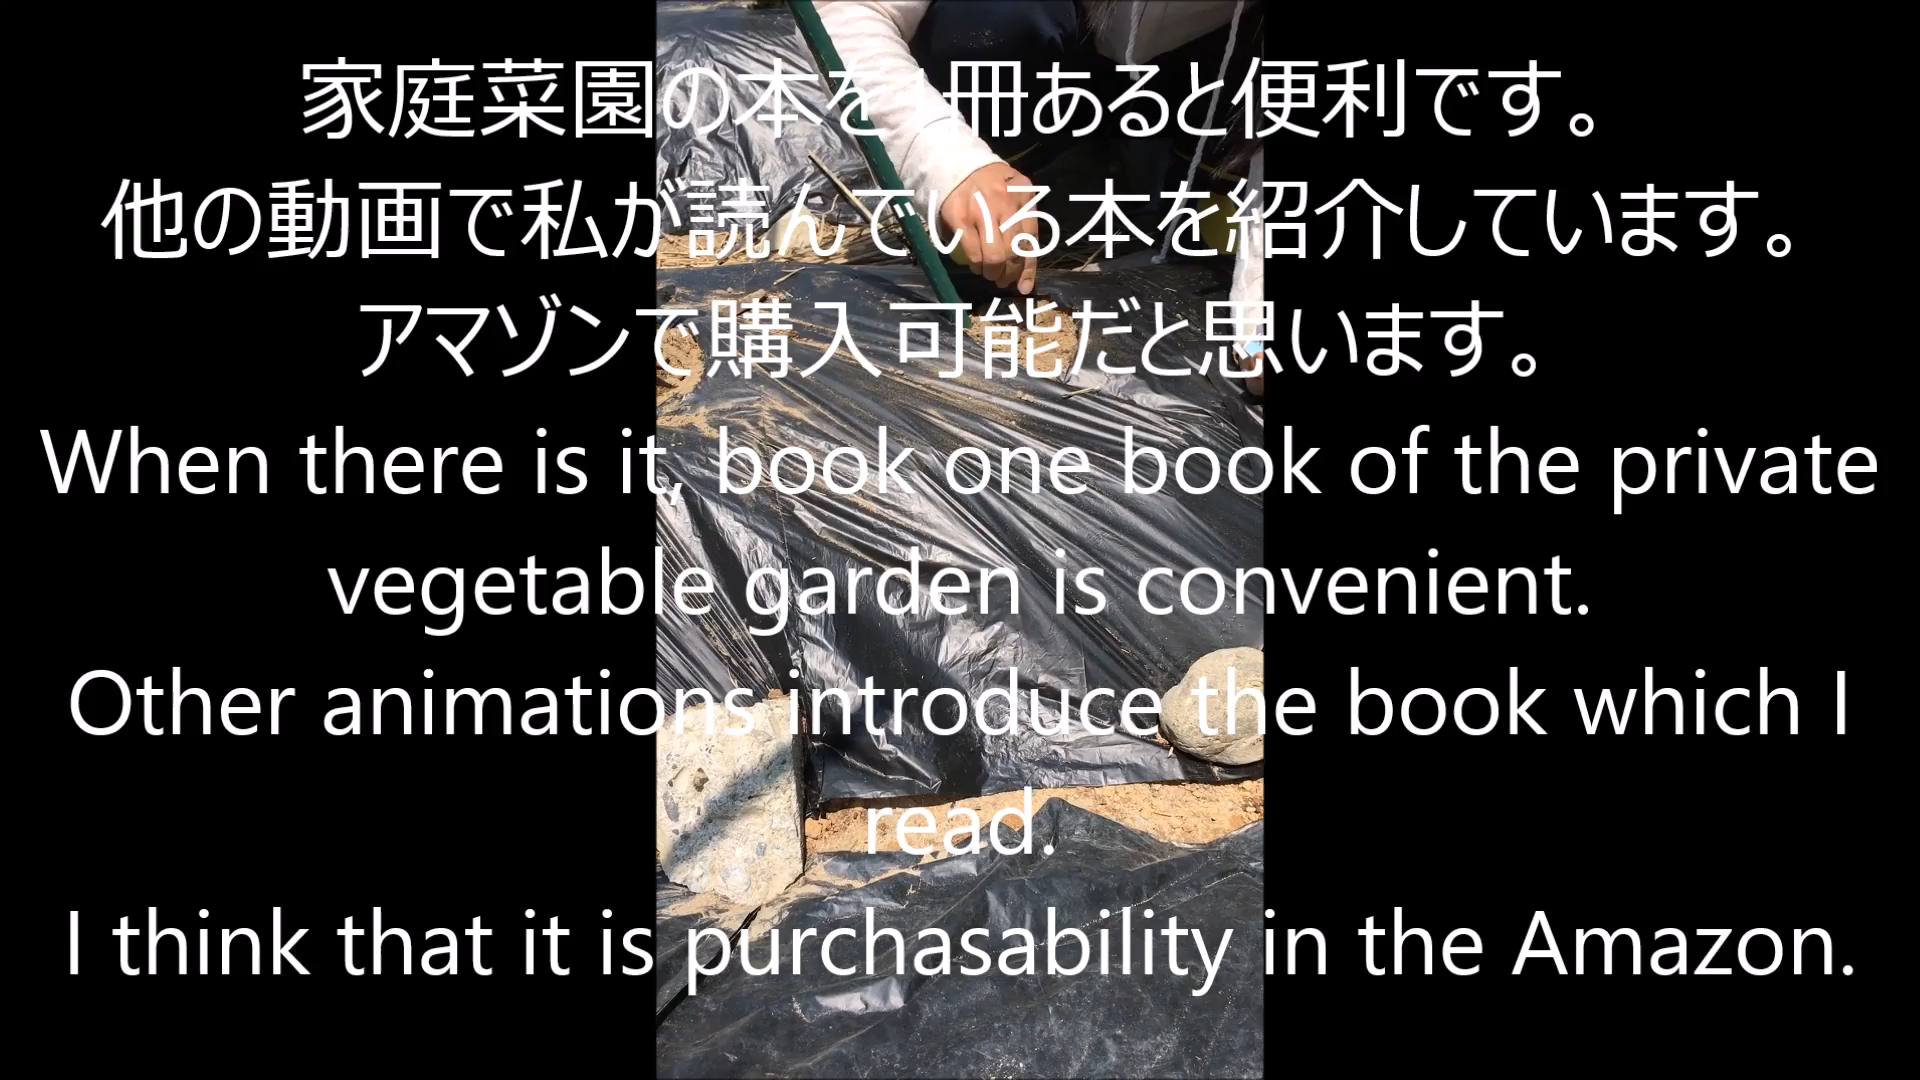 家庭菜園の本を1冊あると便利です。
他の動画で私が読んでいる本を紹介しています。
アマゾンで購入可能だと思います。
When there is it, book one book of the private
vegetable garden is convenient.
Other animations introduce the book which I
read.
I think that it is purchasability in the Amazon.